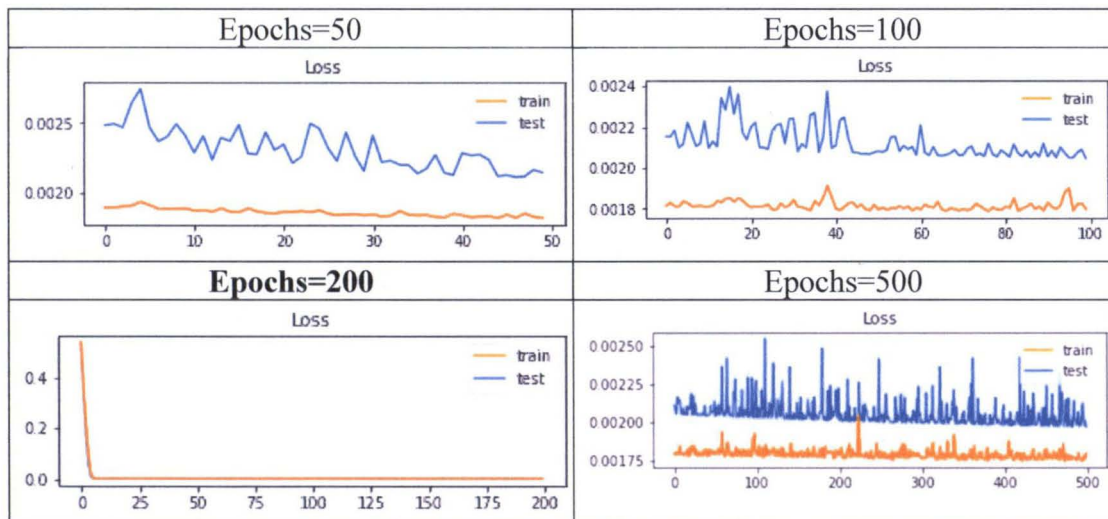 Epochs=50 Epochs=100
Loss Loss
train
test
0.0025
0.0020
0 10 20 30 40 50
0.0024
0.0022
0.0020
0.0018
train
test
0 20 40 60 80 100
Epochs=200 Epochs=500
Loss Loss
train
test
0.4
0.2
0.0
0 25 50 75 100 125 150 175 200
0.00250
0.00225
0.00200
0.00175
train
test
0 100 200 300 400 500